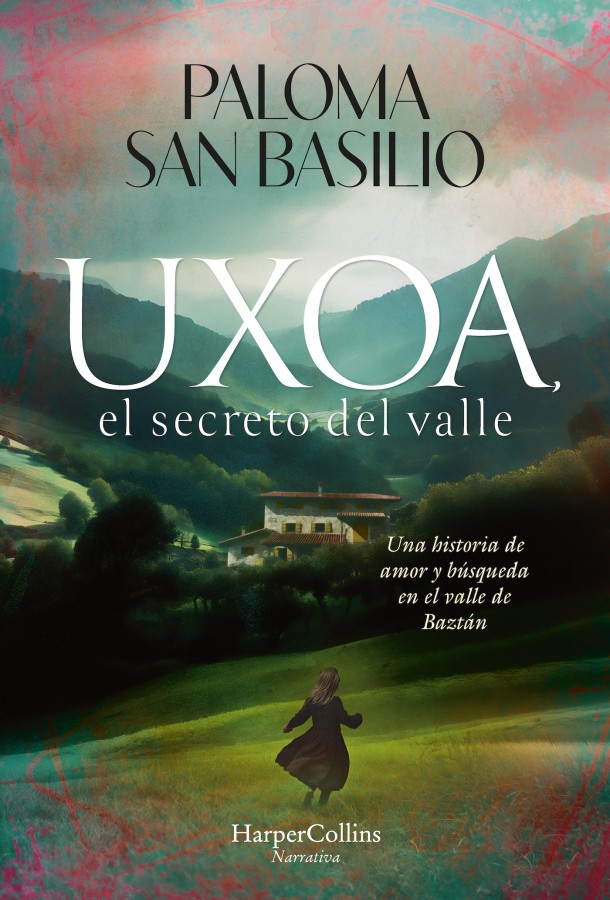 PALOMA
SAN BASILIO
UXOA,
el secreto del valle
Una historia de
amor y búsqueda
en el valle de
Baztán
HarperCollins
Narrativa